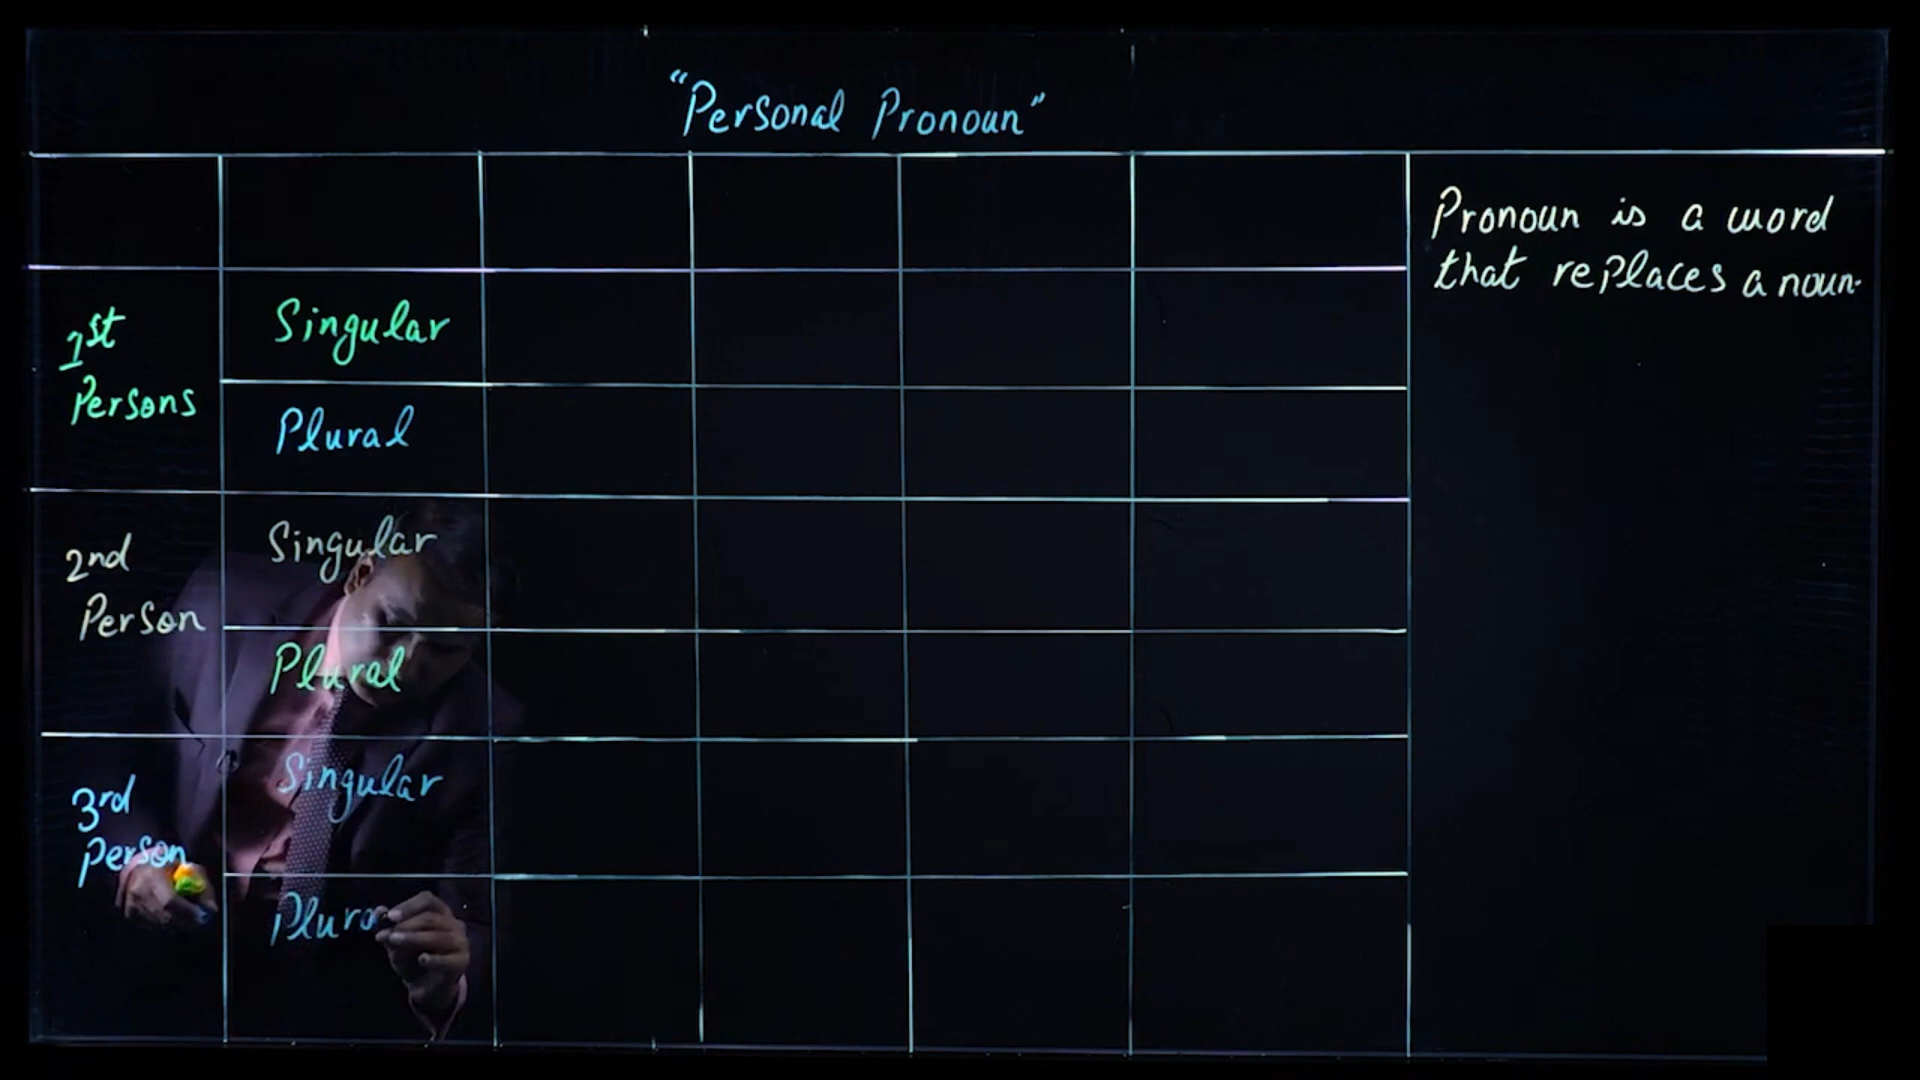 "Personal Pronoun"
Pronoun is a word
that replaces a noun.
1st
Persons
Singular
Plural
2nd
Person
Singular
Plural
3rd
Person
Singular
Plura